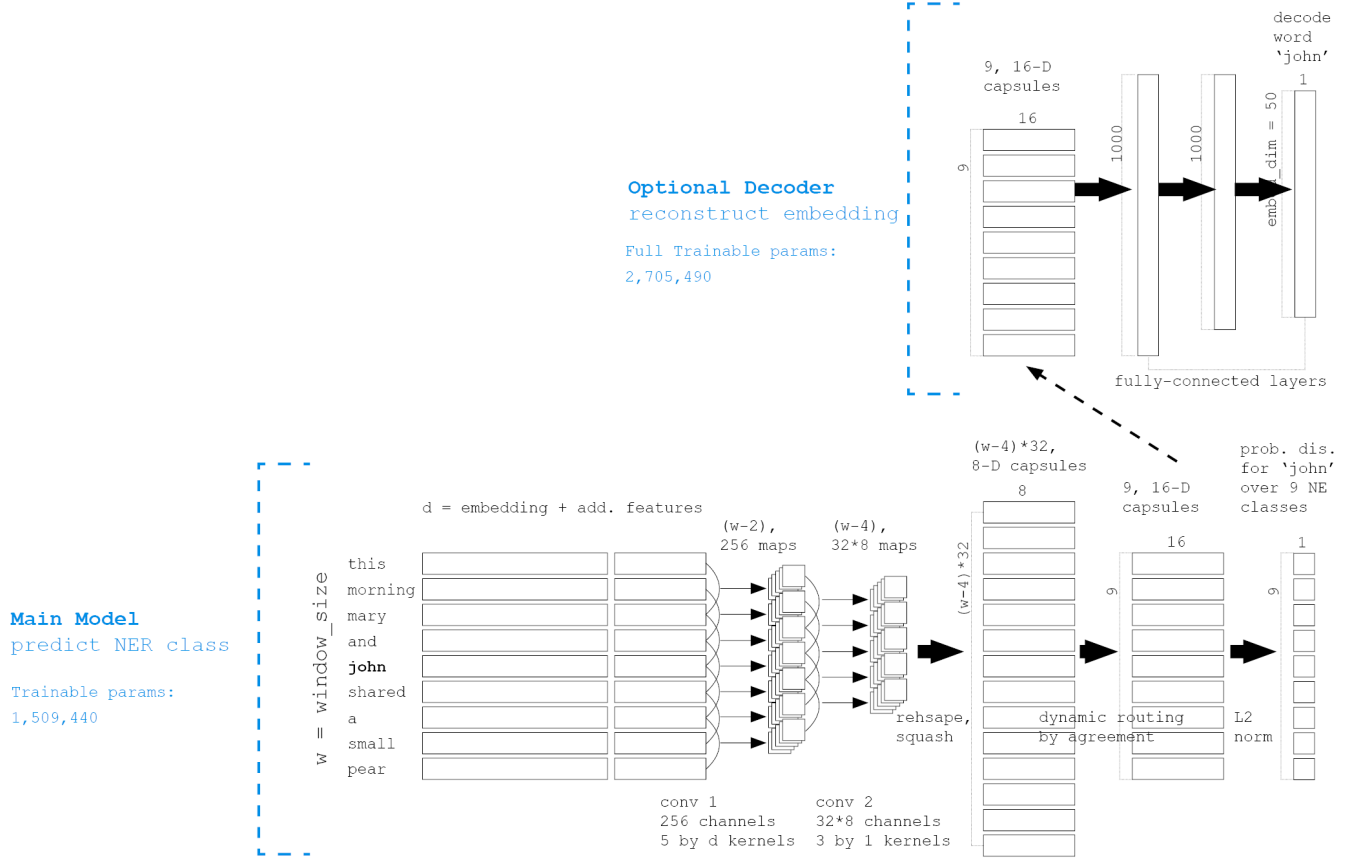 decode
word
‘john’
9, 16-D
capsules
16
9
1000
1000
1
embed_dim = 50
Optional Decoder
reconstruct embedding
Full Trainable params:
2,705,490
fully-connected layers
Main Model
predict NER class
Trainable params:
1,509,440
w = window_size
d = embedding + add. features
this
morning
mary
and
john
shared
a
small
pear
(w-2),
256 maps
(w-4),
32*8 maps
conv 1
256 channels
5 by d kernels
conv 2
32*8 channels
3 by 1 kernels
rehsape,
squash
(w-4)*32,
8-D capsules
8
(w-4)*32
dynamic routing
by agreement
9, 16-D
capsules
16
9
L2
norm
prob. dis.
for ‘john’
over 9 NE
classes
1
9